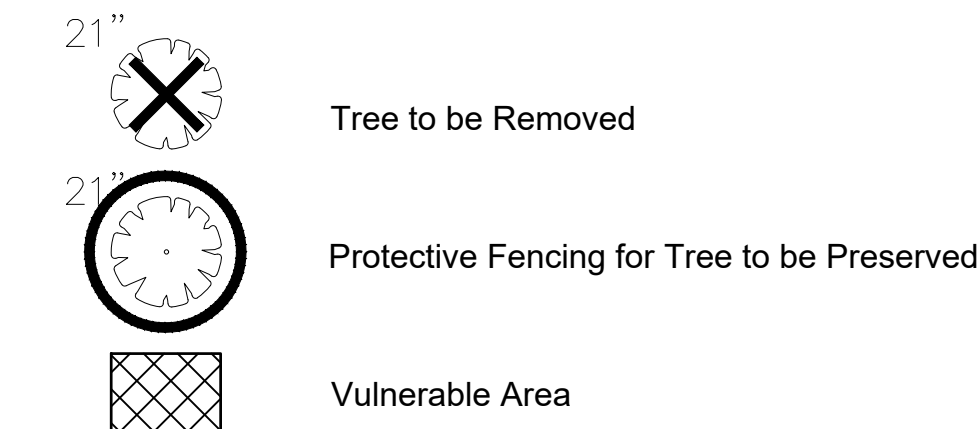 21”
Tree to be Removed
21”
Protective Fencing for Tree to be Preserved
Vulnerable Area